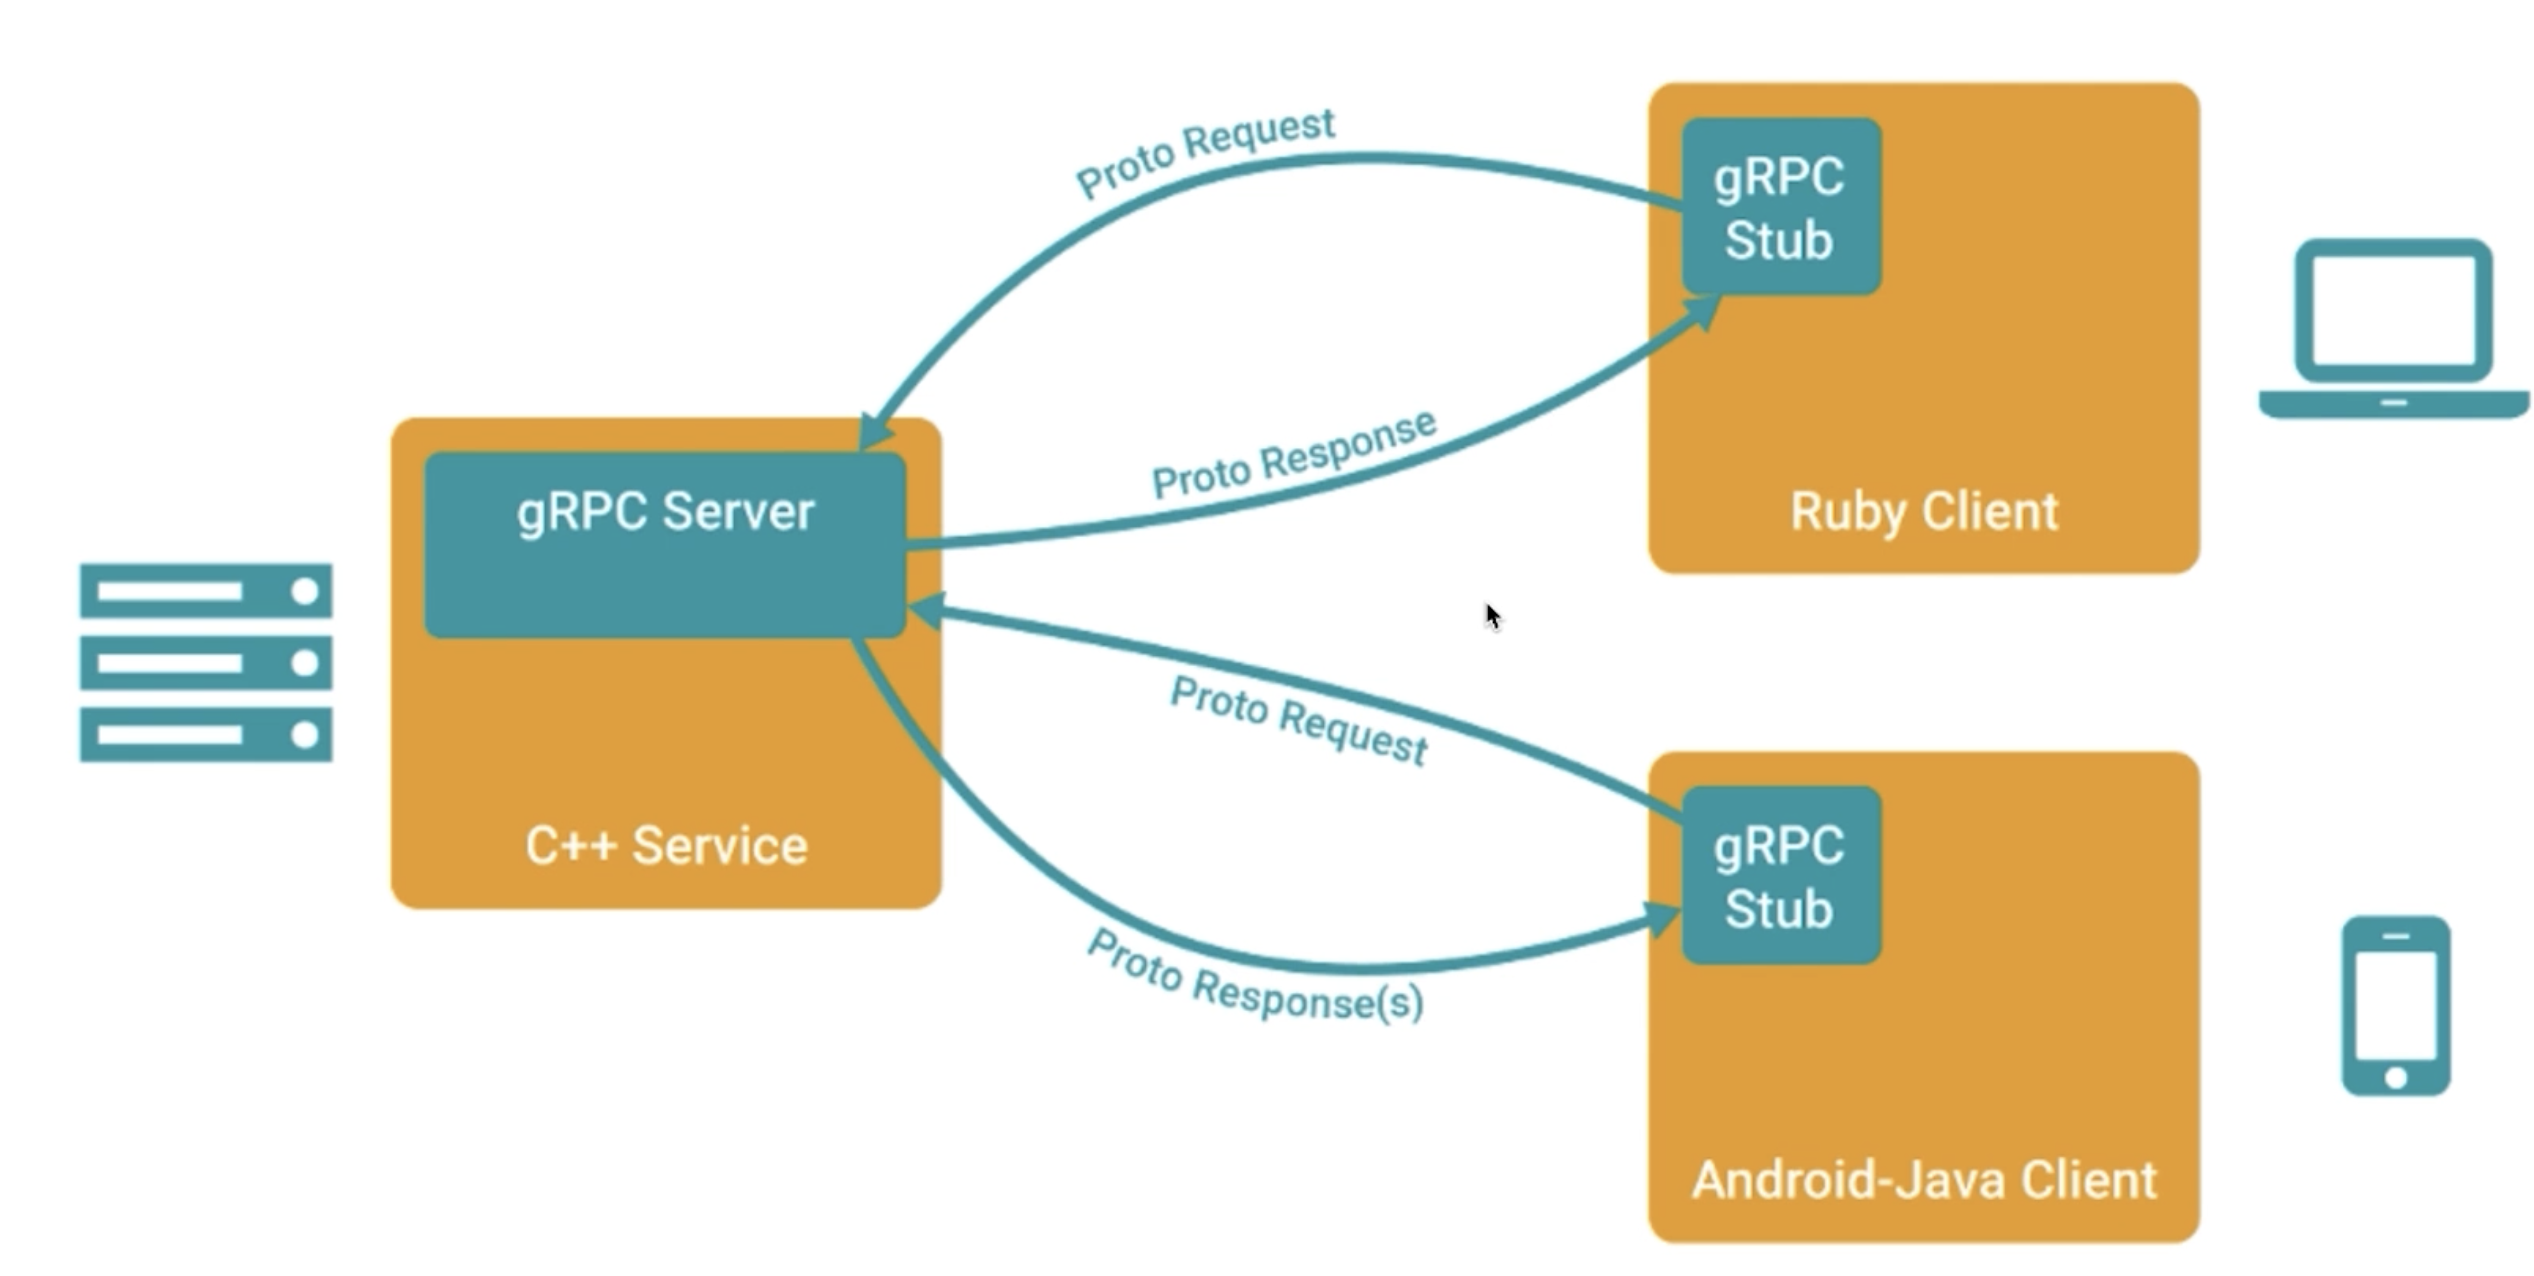 Proto Request
gRPC
Stub
Proto Response
Ruby Client
gRPC Server
C++ Service
Proto Request
gRPC
Stub
Proto Response(s)
Android-Java Client